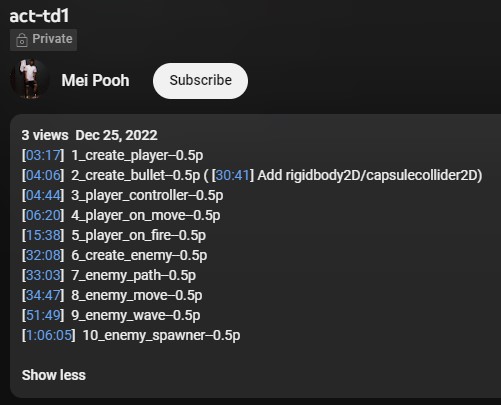 act-td1
Private
Mei Pooh
Subscribe
3 views  Dec 25, 2022
[03:17]  1_create_player--0.5p
[04:06]  2_create_bullet--0.5p ( [30:41] Add rigidbody2D/capsulecollider2D)
[04:44]  3_player_controller--0.5p
[06:20]  4_player_on_move--0.5p
[15:38]  5_player_on_fire--0.5p
[32:08]  6_create_enemy--0.5p
[33:03]  7_enemy_path--0.5p
[34:47]  8_enemy_move--0.5p
[51:49]  9_enemy_wave--0.5p
[1:06:05]  10_enemy_spawner--0.5p
Show less